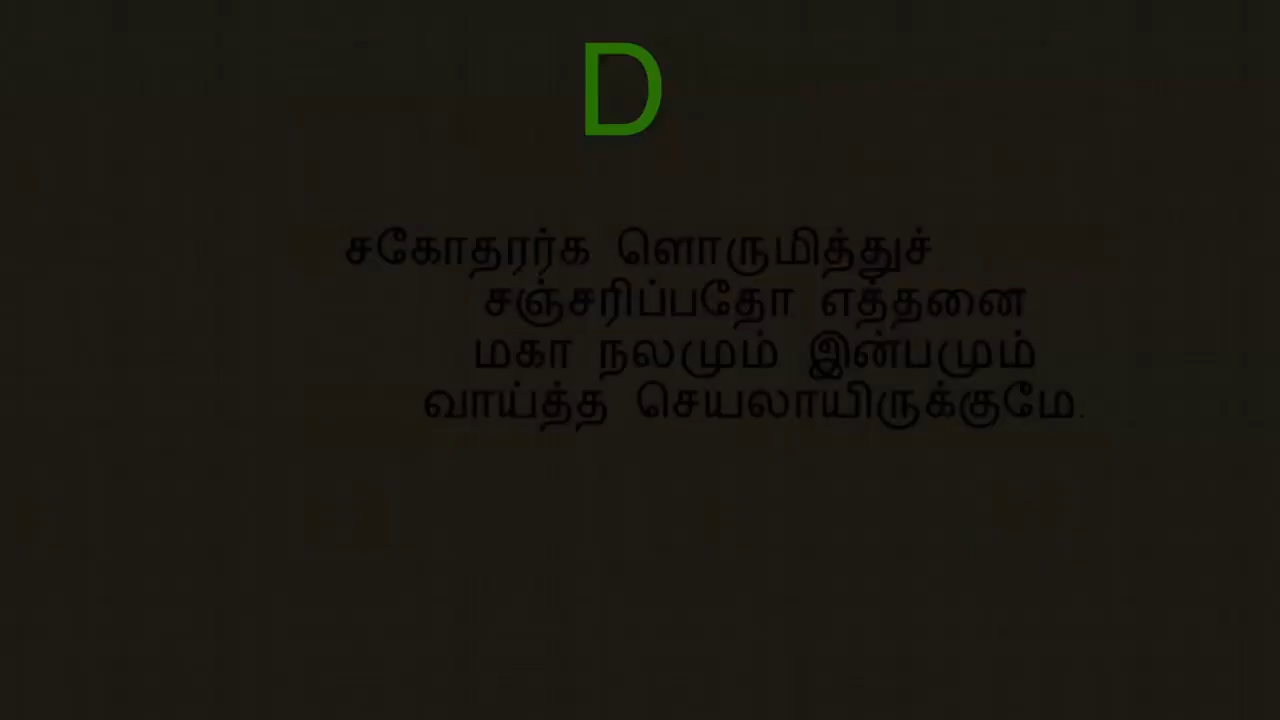 D
சகோதரர்க ளொருமித்துச்
சஞ்சரிப்பதோ எத்தனை
மகா நலமும் இன்பமும்
வாய்த்த செயலாயிருக்குமே.